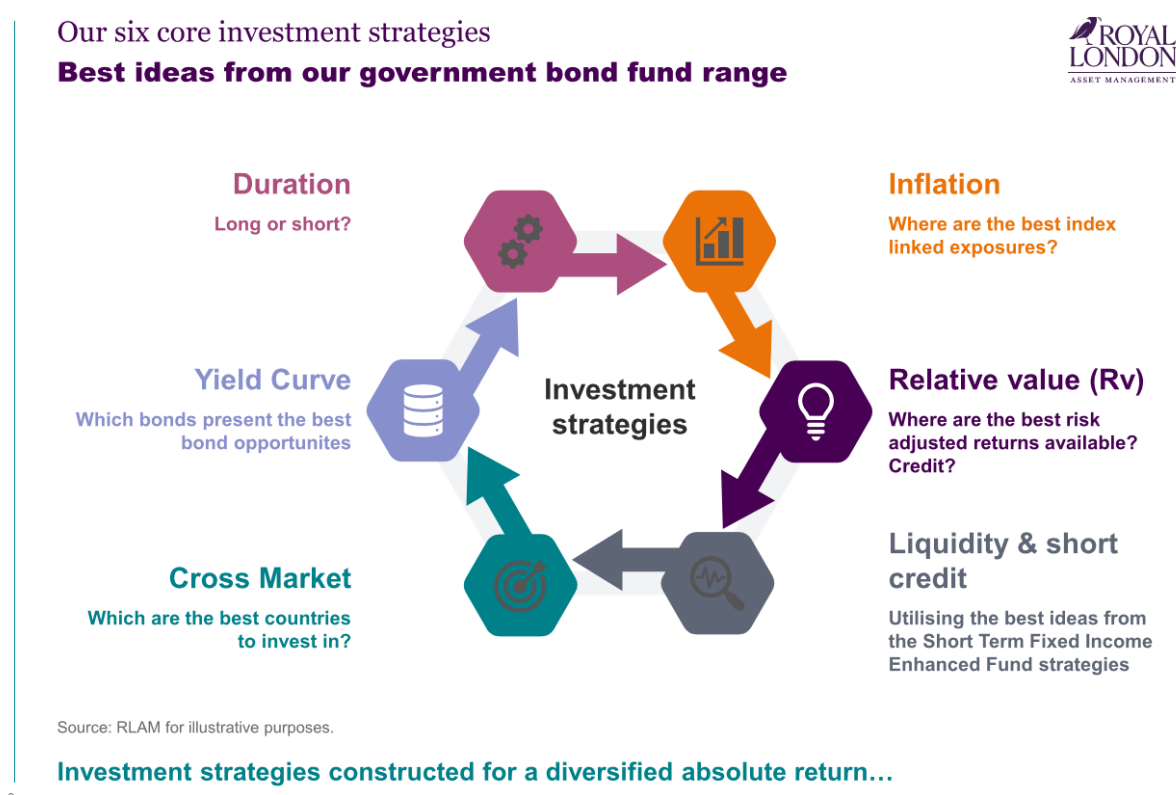 Our six core investment strategies
Best ideas from our government bond fund range
ROYAL
LONDON
ASSET MANAGEMENT
Duration
Long or short?
Inflation
Where are the best index
linked exposures?
Yield Curve
Which bonds present the best
bond opportunites
Investment
strategies
Relative value (Rv)
Where are the best risk
adjusted returns available?
Credit?
Cross Market
Which are the best countries
to invest in?
Liquidity & short
credit
Utilising the best ideas from
the Short Term Fixed Income
Enhanced Fund strategies
Source: RLAM for illustrative purposes.
Investment strategies constructed for a diversified absolute return…